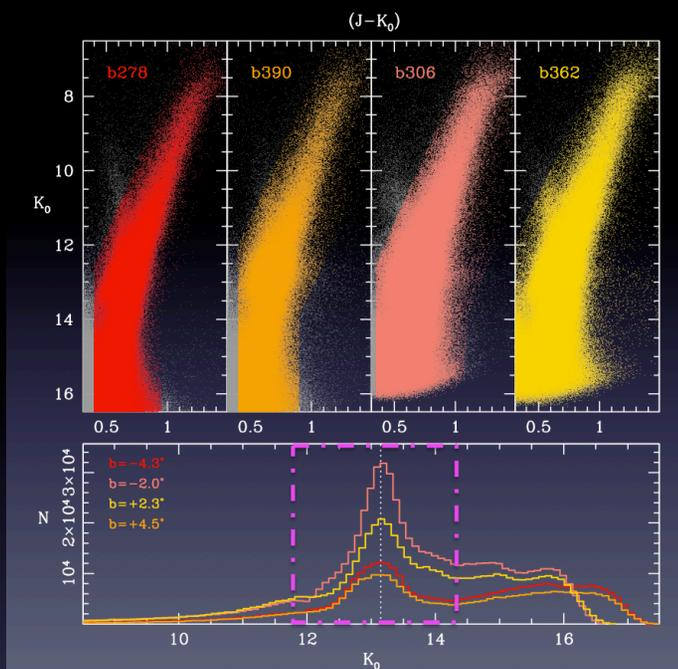 (J−K₀)
b278 b390 b306 b362
K₀
8
10
12
14
16
0.5 1 0.5 1 0.5 1 0.5 1
b=−4.3°
b=−2.0°
b=+2.3°
b=+4.5°
N
3×10⁴
2×10⁴
10⁴
10 12 14 16
K₀